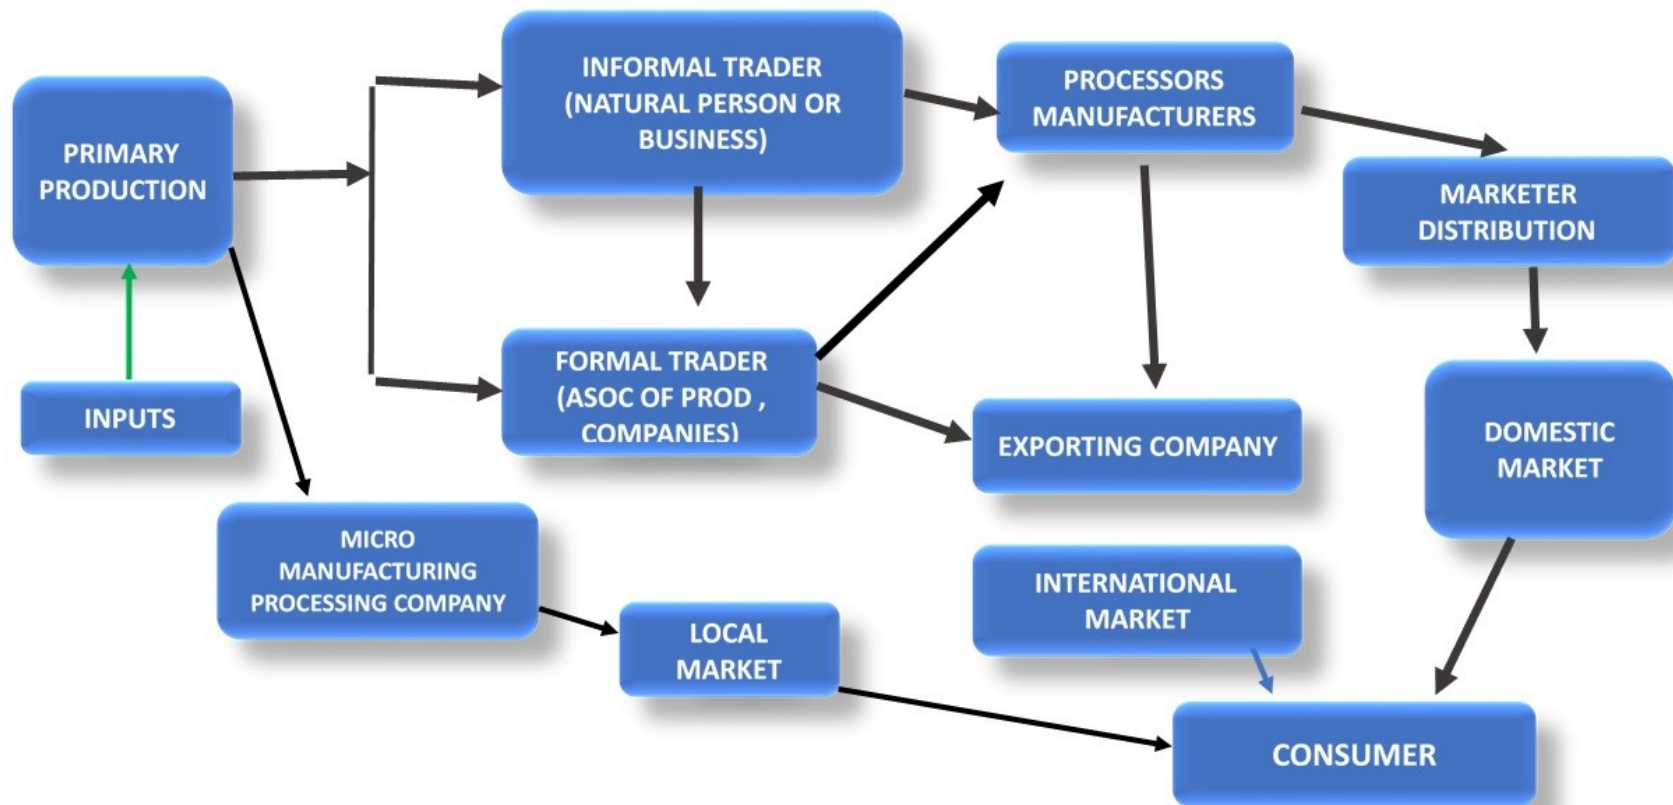 INFORMAL TRADER
(NATURAL PERSON OR
BUSINESS)
PROCESSORS
MANUFACTURERS
PRIMARY
PRODUCTION
MARKETER
DISTRIBUTION
FORMAL TRADER
(ASOC OF PROD ,
COMPANIES)
INPUTS
EXPORTING COMPANY
DOMESTIC
MARKET
MICRO
MANUFACTURING
PROCESSING COMPANY
INTERNATIONAL
MARKET
LOCAL
MARKET
CONSUMER